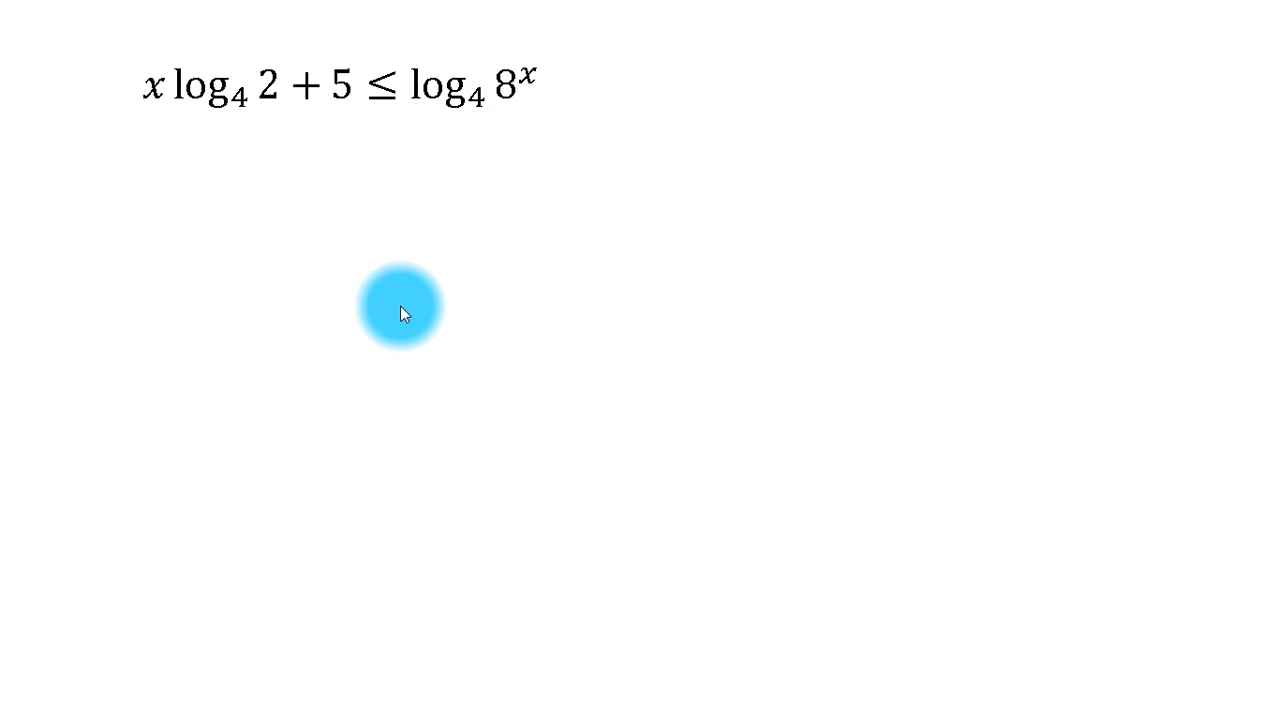 x log₄ 2 + 5 ≤ log₄ 8ˣ